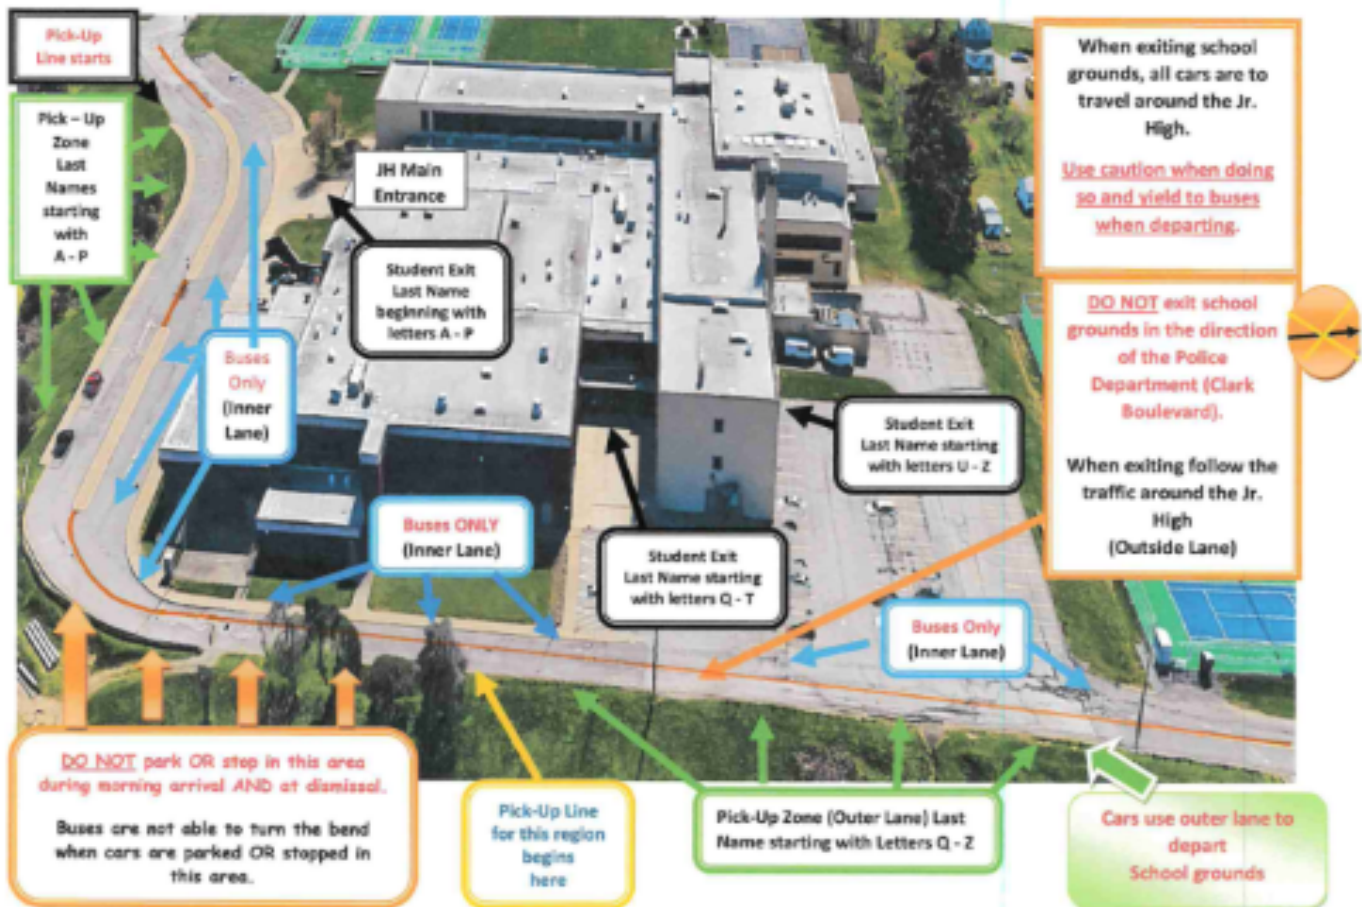 Pick-Up
Line starts
Pick – Up
Zone
Last
Names
starting
with
A - P
JH Main
Entrance
Student Exit
Last Name
beginning with
letters A - P
Buses
Only
(Inner
Lane)
Buses ONLY
(Inner Lane)
Student Exit
Last Name starting
with letters Q - T
Student Exit
Last Name starting
with letters U - Z
Buses Only
(Inner Lane)
When exiting school
grounds, all cars are to
travel around the Jr.
High.
Use caution when doing
so and yield to buses
when departing.
DO NOT exit school
grounds in the direction
of the Police
Department (Clark
Boulevard).
When exiting follow the
traffic around the Jr.
High
(Outside Lane)
DO NOT park OR stop in this area
during morning arrival AND at dismissal.
Buses are not able to turn the bend
when cars are parked OR stopped in
this area.
Pick-Up Line
for this region
begins
here
Pick-Up Zone (Outer Lane) Last
Name starting with Letters Q - Z
Cars use outer lane to
depart
School grounds